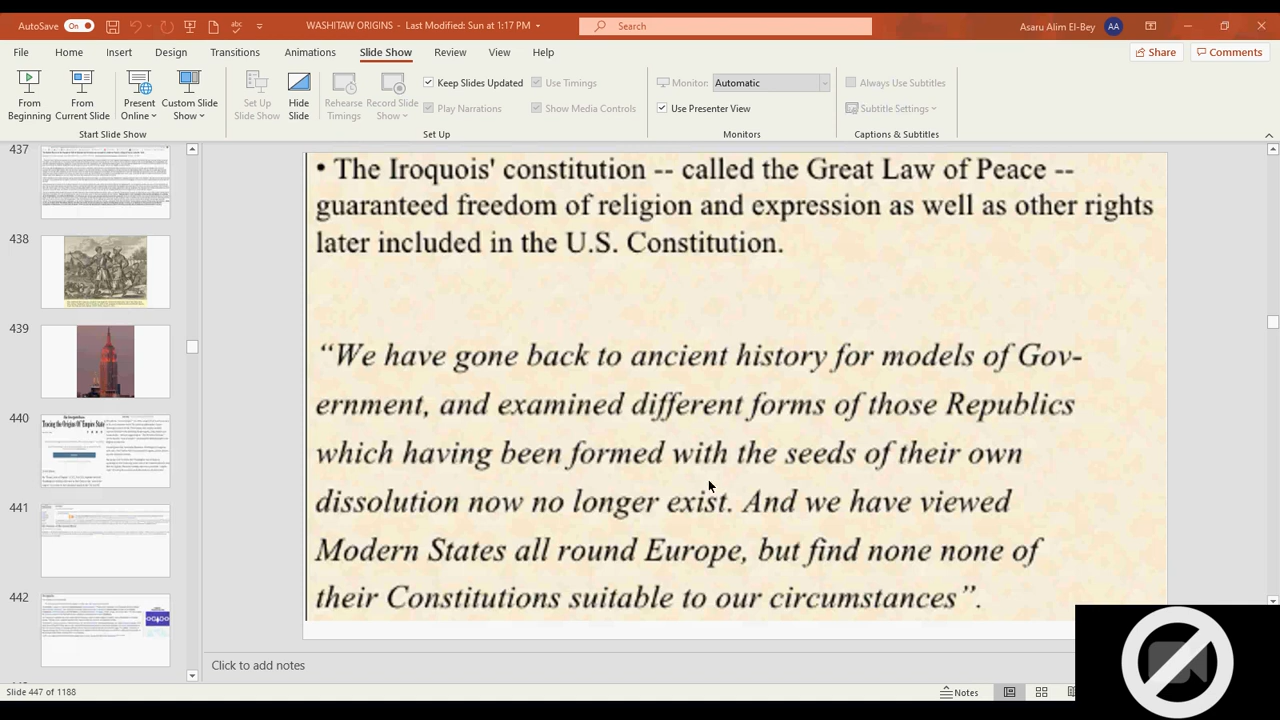 AutoSave On WASHITAW ORIGINS - Last Modified: Sun at 1:17 PM Search Asaru Alim El-Bey AA
File Home Insert Design Transitions Animations Slide Show Review View Help Share Comments
From Beginning
From Current Slide
Present Online
Custom Slide Show
Set Up Slide Show
Hide Slide
Rehearse Timings
Record Slide Show
Keep Slides Updated
Play Narrations
Use Timings
Show Media Controls
Monitor: Automatic
Use Presenter View
Always Use Subtitles
Subtitle Settings
Start Slide Show Set Up Monitors Captions & Subtitles
437
438
439
440
Tracing the Origins Of 'Empire State'
441
442
• The Iroquois' constitution -- called the Great Law of Peace --
guaranteed freedom of religion and expression as well as other rights
later included in the U.S. Constitution.
“We have gone back to ancient history for models of Gov-
ernment, and examined different forms of those Republics
which having been formed with the seeds of their own
dissolution now no longer exist. And we have viewed
Modern States all round Europe, but find none none of
their Constitutions suitable to our circumstances”.
Click to add notes
Slide 447 of 1188 Notes